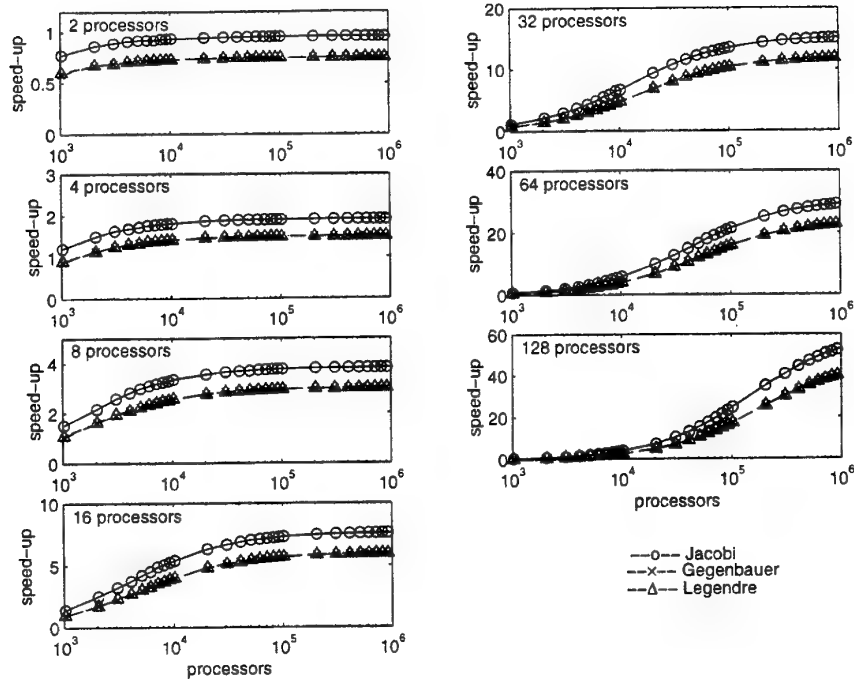 2 processors
1
0.5
0
speed-up
10^3
10^4
10^5
10^6
4 processors
3
2
1
0
speed-up
10^3
10^4
10^5
10^6
8 processors
4
2
0
speed-up
10^3
10^4
10^5
10^6
16 processors
10
5
0
speed-up
10^3
10^4
10^5
10^6
processors
32 processors
20
10
0
speed-up
10^3
10^4
10^5
10^6
64 processors
40
20
0
speed-up
10^3
10^4
10^5
10^6
128 processors
60
40
20
0
speed-up
10^3
10^4
10^5
10^6
processors
Jacobi
Gegenbauer
Legendre